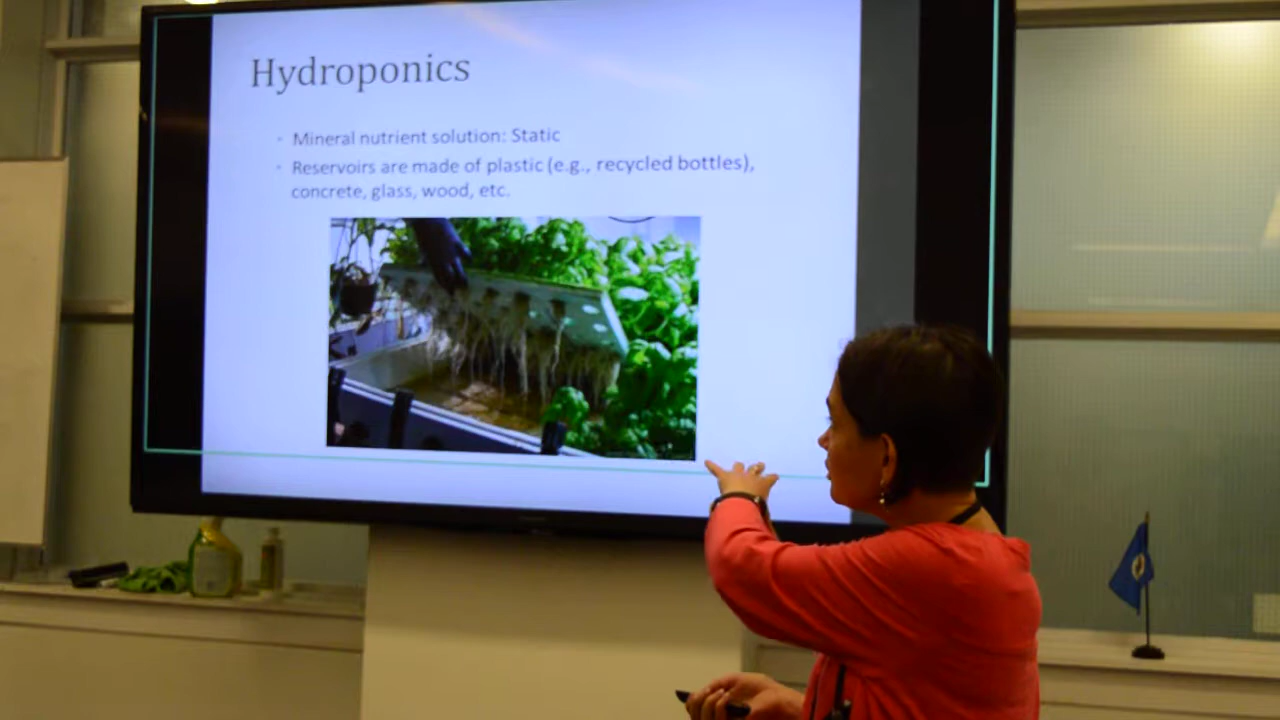 Hydroponics
Mineral nutrient solution: Static
Reservoirs are made of plastic (e.g., recycled bottles),
concrete, glass, wood, etc.